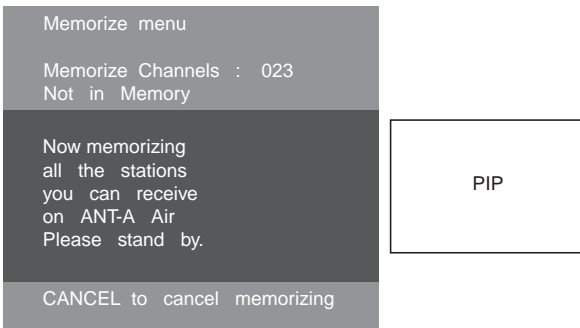 Memorize menu
Memorize Channels : 023
Not in Memory
Now memorizing
all the stations
you can receive
on ANT-A Air
Please stand by.
CANCEL to cancel memorizing
PIP